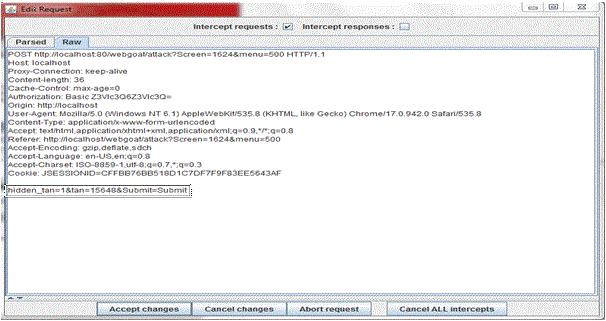 Edit Request
Intercept requests : Intercept responses :
Parsed Raw
POST http://localhost:80/webgoat/attack?Screen=1624&menu=500 HTTP/1.1
Host: localhost
Proxy-Connection: keep-alive
Content-length: 36
Cache-Control: max-age=0
Authorization: Basic Z3Vlc3Q6Z3Vlc3Q=
Origin: http://localhost
User-Agent: Mozilla/5.0 (Windows NT 6.1) AppleWebKit/535.8 (KHTML, like Gecko) Chrome/17.0.942.0 Safari/535.8
Content-Type: application/x-www-form-urlencoded
Accept: text/html,application/xhtml+xml,application/xml;q=0.9,*/*;q=0.8
Referer: http://localhost/webgoat/attack?Screen=1624&menu=500
Accept-Encoding: gzip,deflate,sdch
Accept-Language: en-US,en;q=0.8
Accept-Charset: ISO-8859-1,utf-8;q=0.7,*;q=0.3
Cookie: JSESSIONID=CFFBB76BB518D1C7DF7F9F83EE5643AF
hidden_tan=1&tan=15648&Submit=Submit
Accept changes Cancel changes Abort request Cancel ALL intercepts